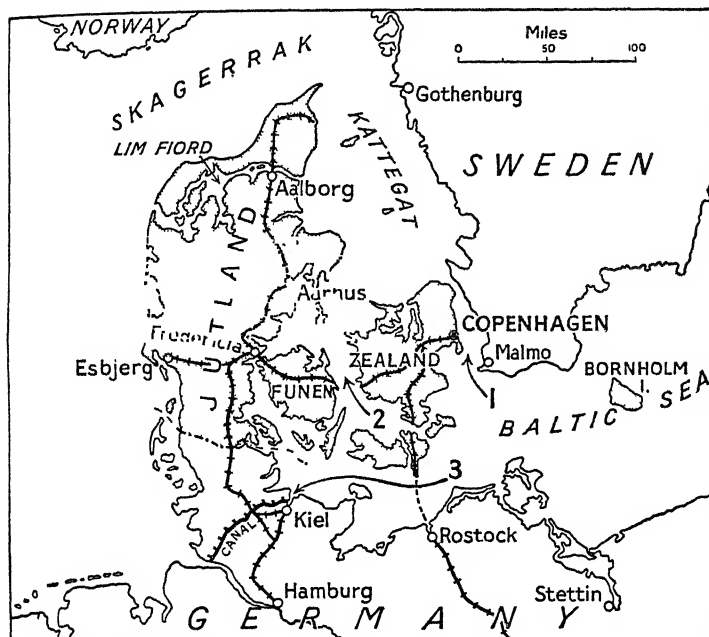 NORWAY
Miles
0 50 100
SKAGERRAK
Gothenburg
KATTEGAT
LIM FIORD
SWEDEN
Aalborg
JUTLAND
Aarhus
COPENHAGEN
Fredericia
ZEALAND
Malmo
Esbjerg
BORNHOLM I.
FUNEN
1
2
BALTIC SEA
3
Kiel
CANAL
Rostock
Hamburg
Stettin
GERMANY